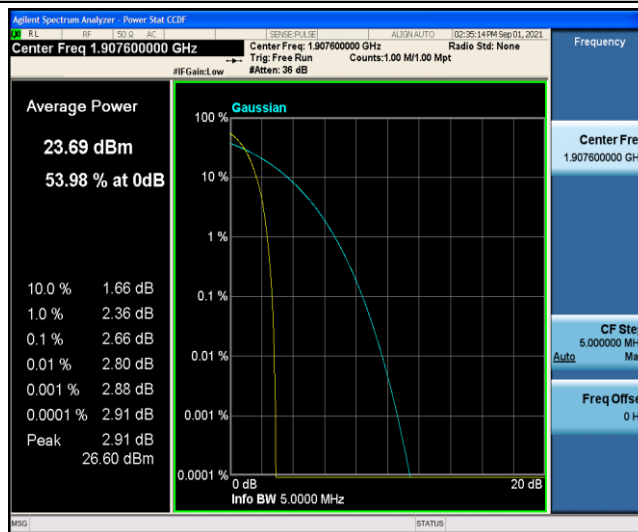 Agilent Spectrum Analyzer - Power Stat CCDF
RL RF 50 Ω AC SENSE:PULSE ALIGN AUTO 02:35:14 PM Sep 01, 2021
Center Freq 1.907600000 GHz
Center Freq: 1.907600000 GHz Radio Std: None
Trig: Free Run Counts:1.00 M/1.00 Mpt
#IFGain:Low #Atten: 36 dB
Average Power
23.69 dBm
53.98 % at 0dB
10.0 % 1.66 dB
1.0 % 2.36 dB
0.1 % 2.66 dB
0.01 % 2.80 dB
0.001 % 2.88 dB
0.0001 % 2.91 dB
Peak 2.91 dB
26.60 dBm
Gaussian
100 %
10 %
1 %
0.1 %
0.01 %
0.001 %
0.0001 %
0 dB 20 dB
Info BW 5.0000 MHz
Frequency
Center Fre
1.907600000 GH
CF Ste
5.000000 MH
Auto Ma
Freq Offse
0 H
MSG STATUS